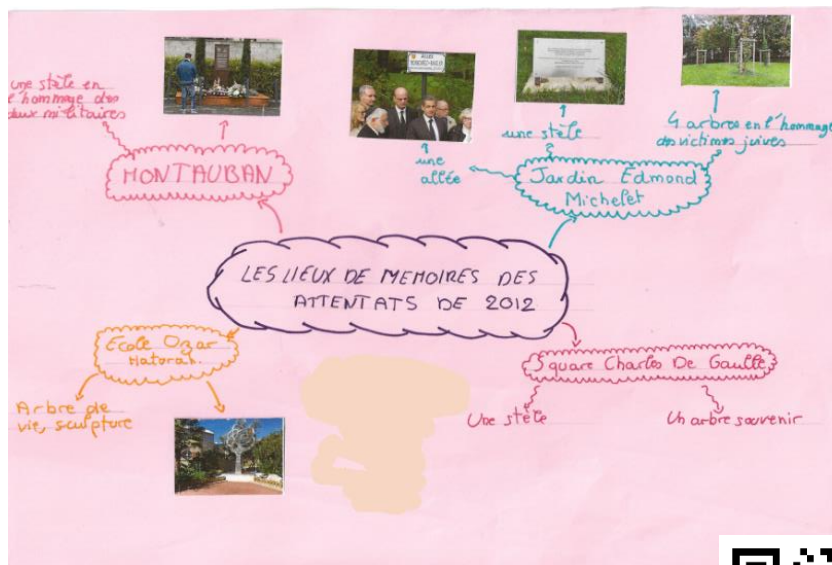 une stèle en
l'hommage des
deux militaires
MONTAUBAN
une
allée
une stèle
4 arbres en l'hommage
des victimes juives
Jardin Edmond
Michelet
LES LIEUX DE MEMOIRES DES
ATTENTATS DE 2012
Ecole Ozar
Hatorah.
Arbre de
vie, sculpture
Square Charles De Gaulle
Une stèle
Un arbre souvenir